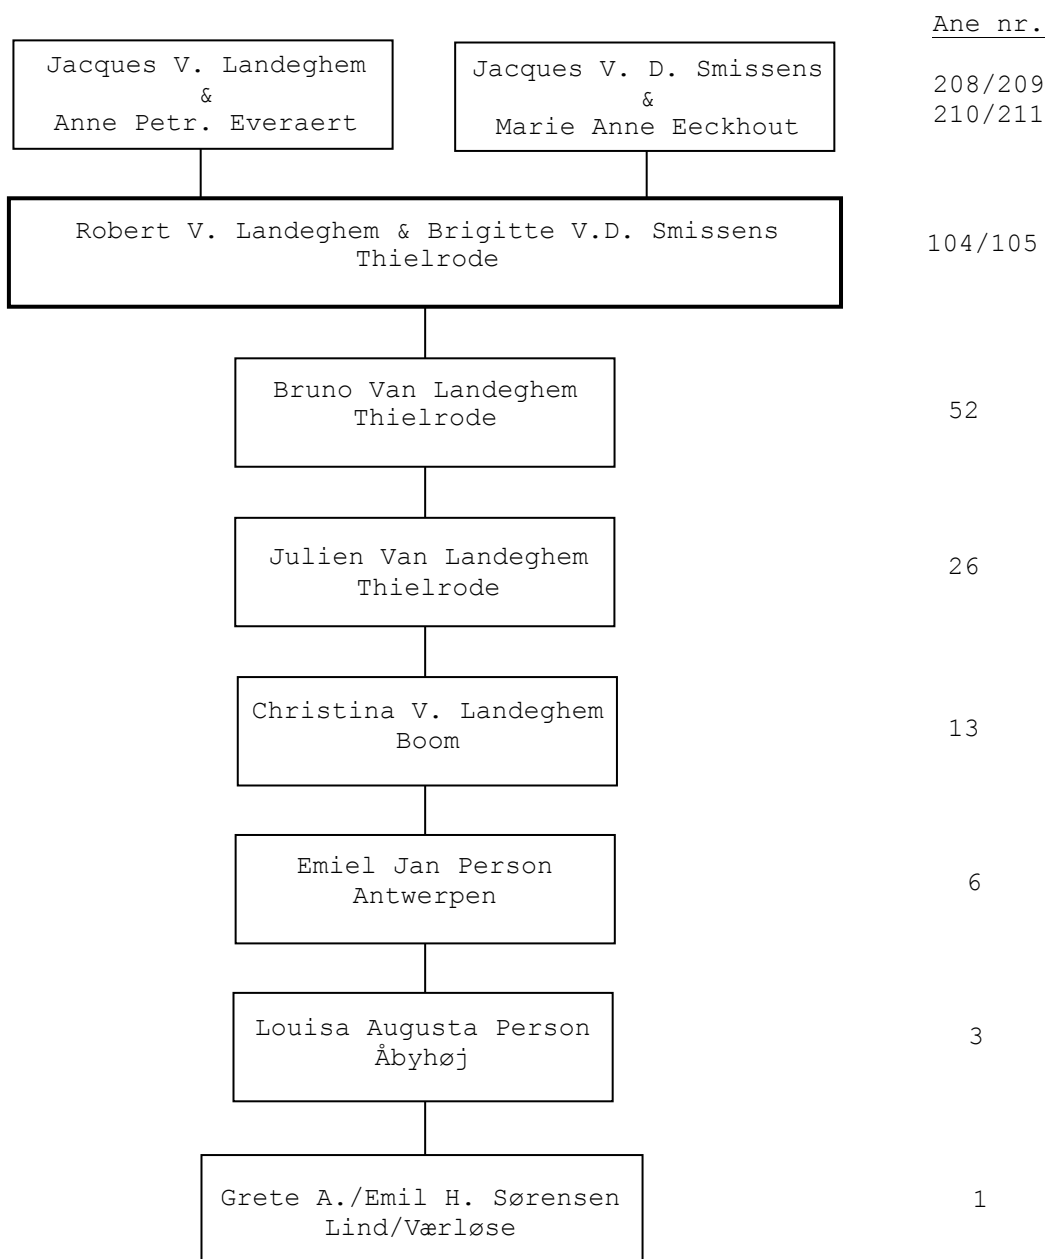 Ane nr.
Jacques V. Landeghem
&
Anne Petr. Everaert
Jacques V. D. Smissens
&
Marie Anne Eeckhout
208/209
210/211
Robert V. Landeghem & Brigitte V.D. Smissens
Thielrode
104/105
Bruno Van Landeghem
Thielrode
52
Julien Van Landeghem
Thielrode
26
Christina V. Landeghem
Boom
13
Emiel Jan Person
Antwerpen
6
Louisa Augusta Person
Åbyhøj
3
Grete A./Emil H. Sørensen
Lind/Værløse
1